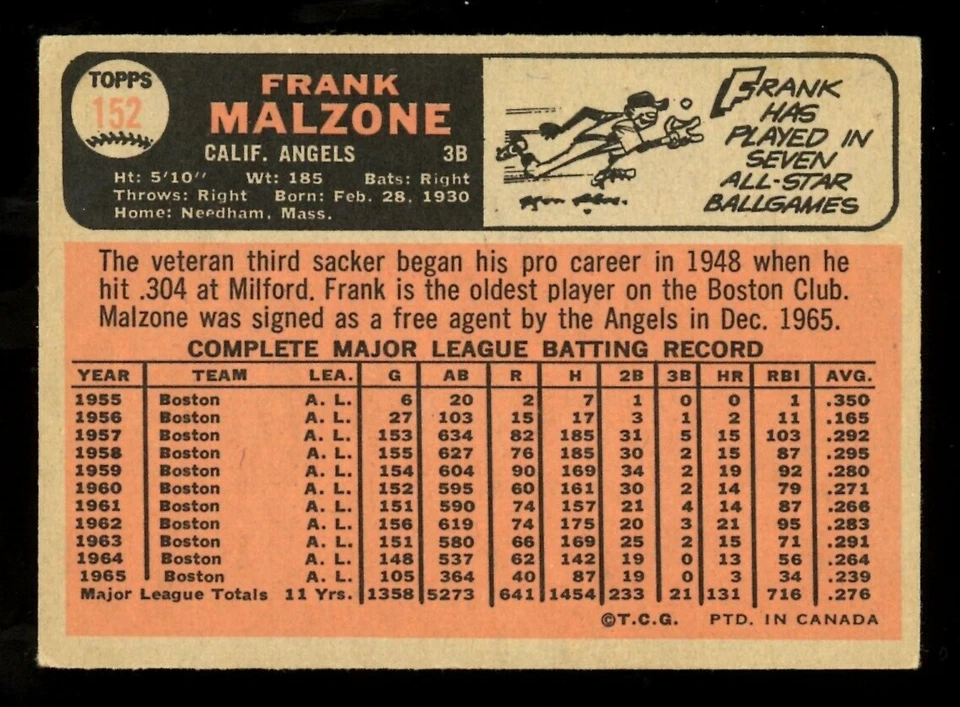 TOPPS
152
FRANK
MALZONE
CALIF. ANGELS 3B
Ht: 5'10" Wt: 185 Bats: Right
Throws: Right Born: Feb. 28, 1930
Home: Needham, Mass.
FRANK
HAS
PLAYED IN
SEVEN
ALL-STAR
BALLGAMES
The veteran third sacker began his pro career in 1948 when he
hit .304 at Milford. Frank is the oldest player on the Boston Club.
Malzone was signed as a free agent by the Angels in Dec. 1965.
COMPLETE MAJOR LEAGUE BATTING RECORD
YEAR TEAM LEA. G AB R H 2B 3B HR RBI AVG.
1955 Boston A. L. 6 20 2 7 1 0 0 1 .350
1956 Boston A. L. 27 103 15 17 3 1 2 11 .165
1957 Boston A. L. 153 634 82 185 31 5 15 103 .292
1958 Boston A. L. 155 627 76 185 30 2 15 87 .295
1959 Boston A. L. 154 604 90 169 34 2 19 92 .280
1960 Boston A. L. 152 595 60 161 30 2 14 79 .271
1961 Boston A. L. 151 590 74 157 21 4 14 87 .266
1962 Boston A. L. 156 619 74 175 20 3 21 95 .283
1963 Boston A. L. 151 580 66 169 25 2 15 71 .291
1964 Boston A. L. 148 537 62 142 19 0 13 56 .264
1965 Boston A. L. 105 364 40 87 19 0 3 34 .239
Major League Totals 11 Yrs. 1358 5273 641 1454 233 21 131 716 .276
©T.C.G. PTD. IN CANADA